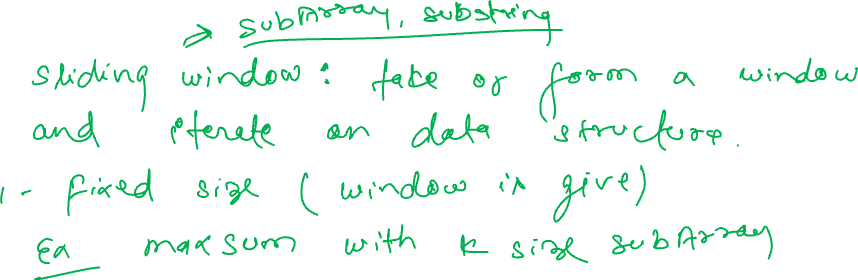 ⇒ SubArray, substring
Sliding window: take or form a window
and iterate on data structure.
1 - fixed size (window is give)
Ex max sum with k size subArray